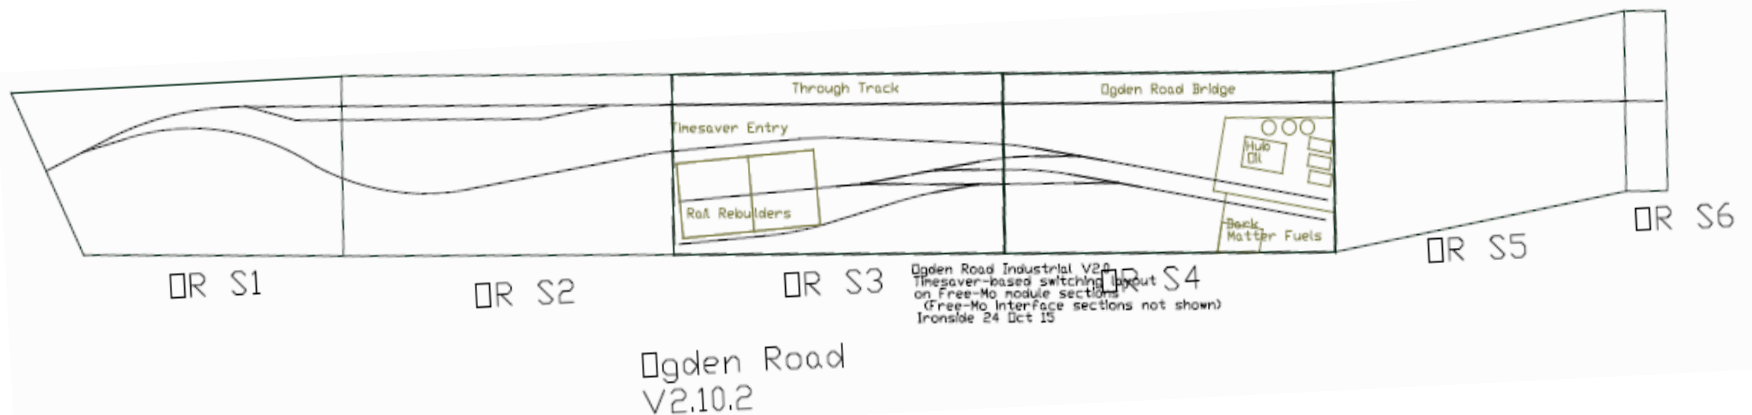 Through Track
Ogden Road Bridge
Timesaver Entry
Hub
Oil
Rail Rebuilders
Back
Matter Fuels
OR S6
OR S5
OR S1
OR S2
OR S3
OR S4
Ogden Road Industrial V2.0
Timesaver-based switching layout
on Free-Mo module sections
(Free-Mo interface sections not shown)
Ironside 24 Oct 15
Ogden Road
V2.10.2